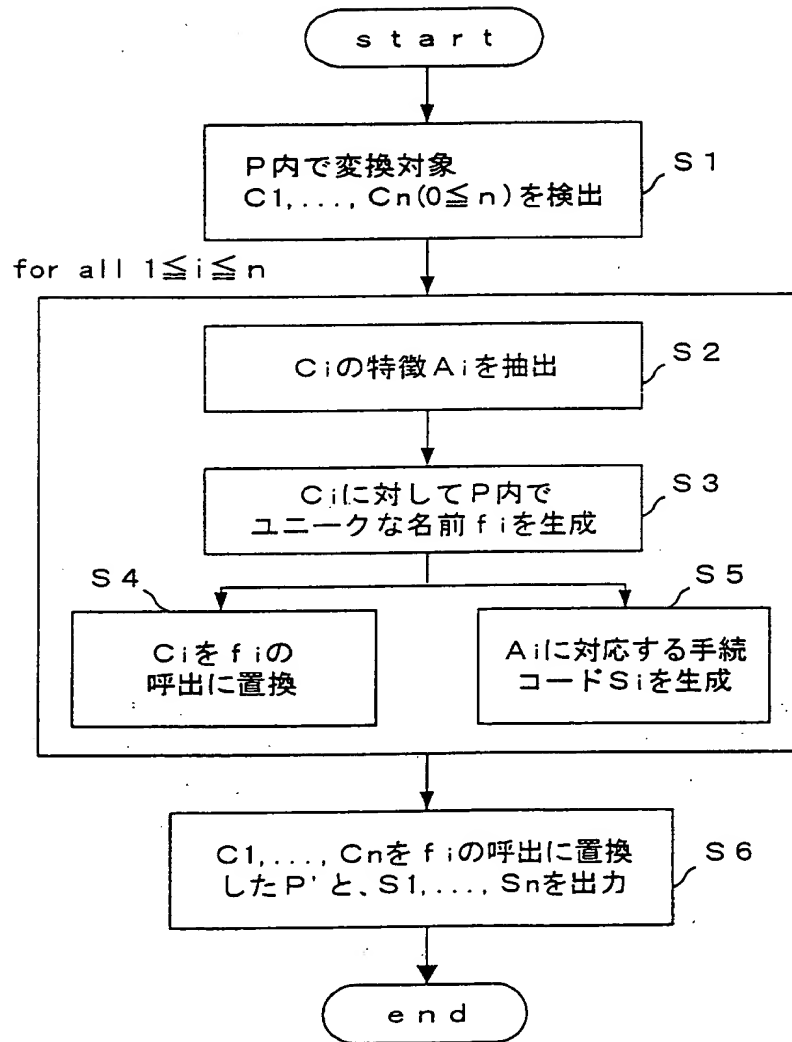 start
P内で変換対象
C1,..., Cn(0≦n)を検出
S1
for all 1≦i≦n
Ciの特徴Aiを抽出
S2
Ciに対してP内で
ユニークな名前fiを生成
S3
S4
Ciをfiの
呼出に置換
S5
Aiに対応する手続
コードSiを生成
C1,..., Cnをfiの呼出に置換
したP'と、S1,..., Snを出力
S6
end